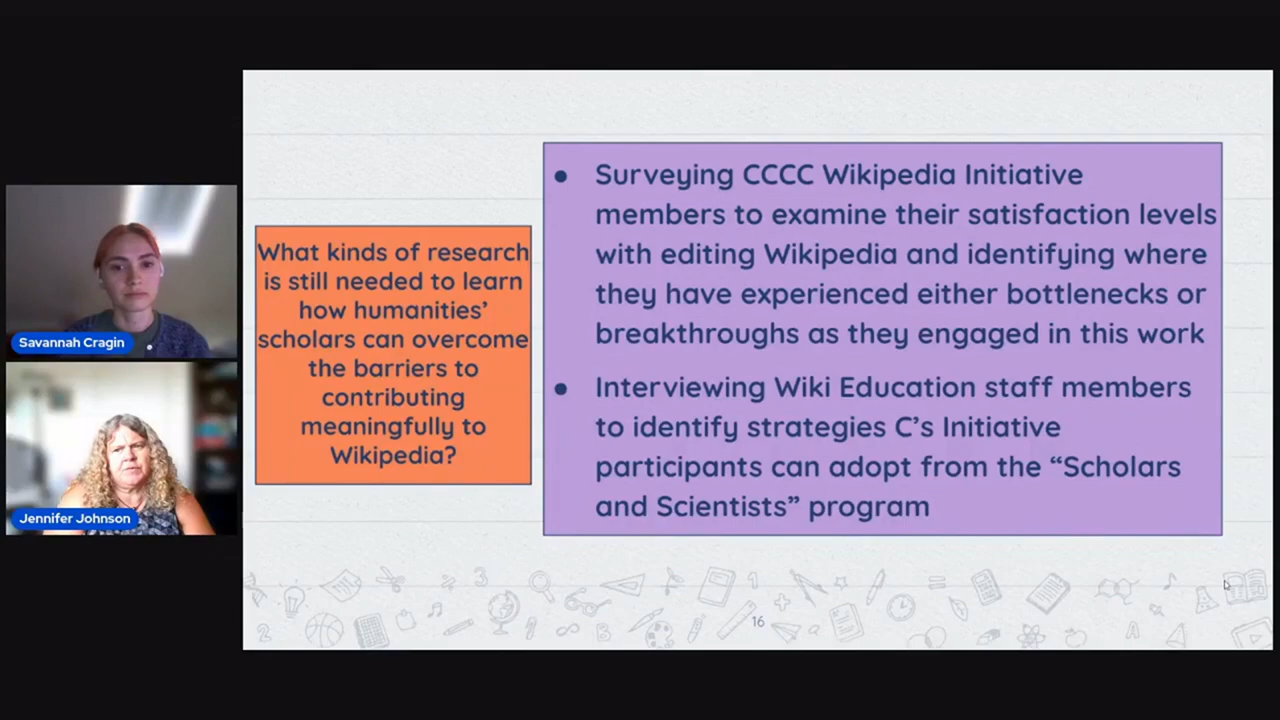 Savannah Cragin
Jennifer Johnson
What kinds of research
is still needed to learn
how humanities’
scholars can overcome
the barriers to
contributing
meaningfully to
Wikipedia?
● Surveying CCCC Wikipedia Initiative
members to examine their satisfaction levels
with editing Wikipedia and identifying where
they have experienced either bottlenecks or
breakthroughs as they engaged in this work
● Interviewing Wiki Education staff members
to identify strategies C’s Initiative
participants can adopt from the “Scholars
and Scientists” program
16